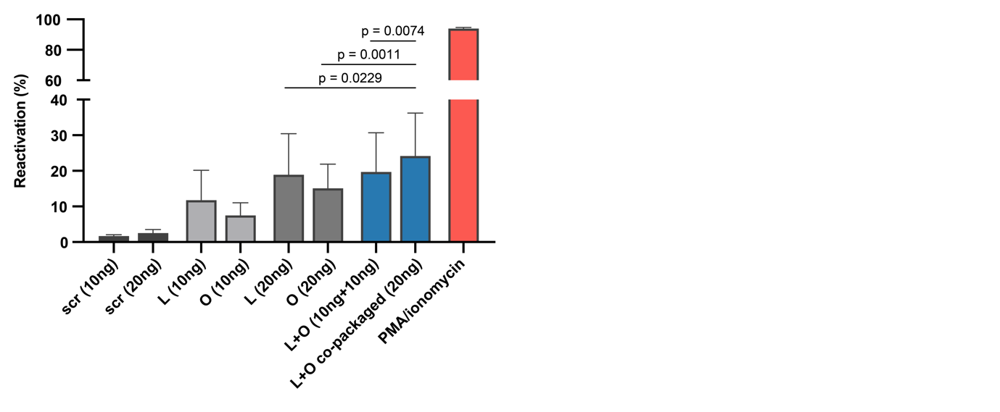 100
80
60
40
30
20
10
0
Reactivation (%)
p = 0.0074
p = 0.0011
p = 0.0229
scr (10ng)
scr (20ng)
L (10ng)
O (10ng)
L (20ng)
O (20ng)
L+O (10ng+10ng)
L+O co-packaged (20ng)
PMA/ionomycin